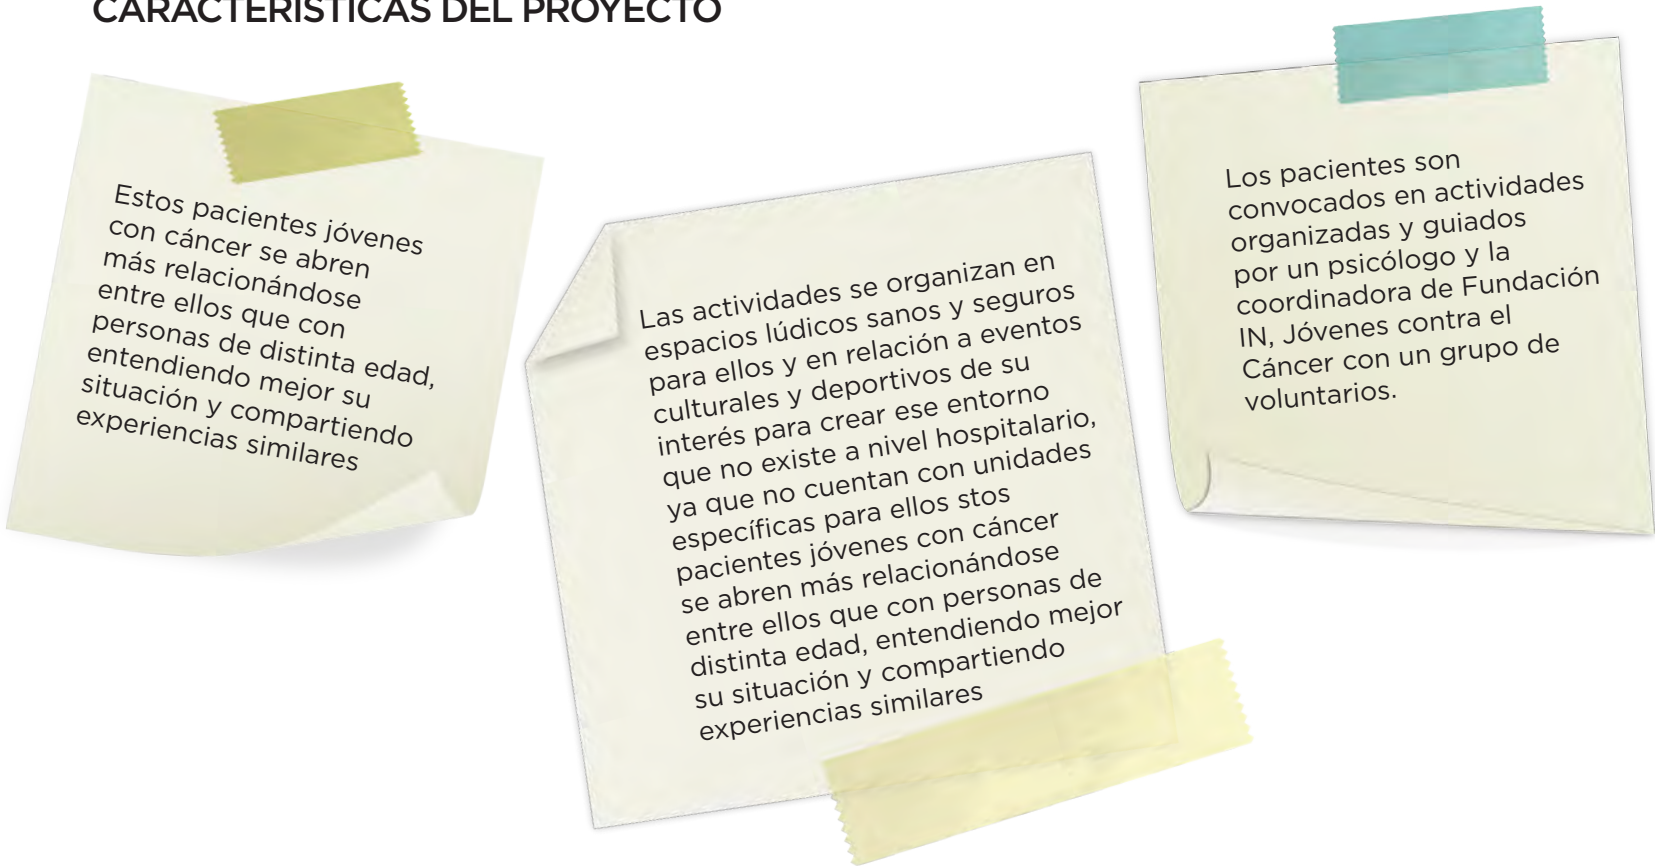 CARACTERÍSTICAS DEL PROYECTO
Estos pacientes jóvenes
con cáncer se abren
más relacionándose
entre ellos que con
personas de distinta edad,
entendiendo mejor su
situación y compartiendo
experiencias similares
Las actividades se organizan en
espacios lúdicos sanos y seguros
para ellos y en relación a eventos
culturales y deportivos de su
interés para crear ese entorno
que no existe a nivel hospitalario,
ya que no cuentan con unidades
específicas para ellos stos
pacientes jóvenes con cáncer
se abren más relacionándose
entre ellos que con personas de
distinta edad, entendiendo mejor
su situación y compartiendo
experiencias similares
Los pacientes son
convocados en actividades
organizadas y guiados
por un psicólogo y la
coordinadora de Fundación
IN, Jóvenes contra el
Cáncer con un grupo de
voluntarios.